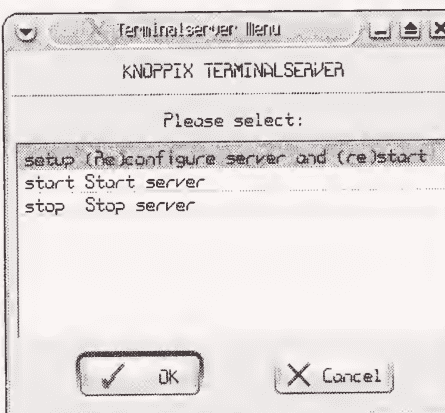 Terminalserver Menu
KNOPPIX TERMINALSERVER
Please select:
setup (Re)configure server and (re)start
start Start server
stop Stop server
OK
Cancel